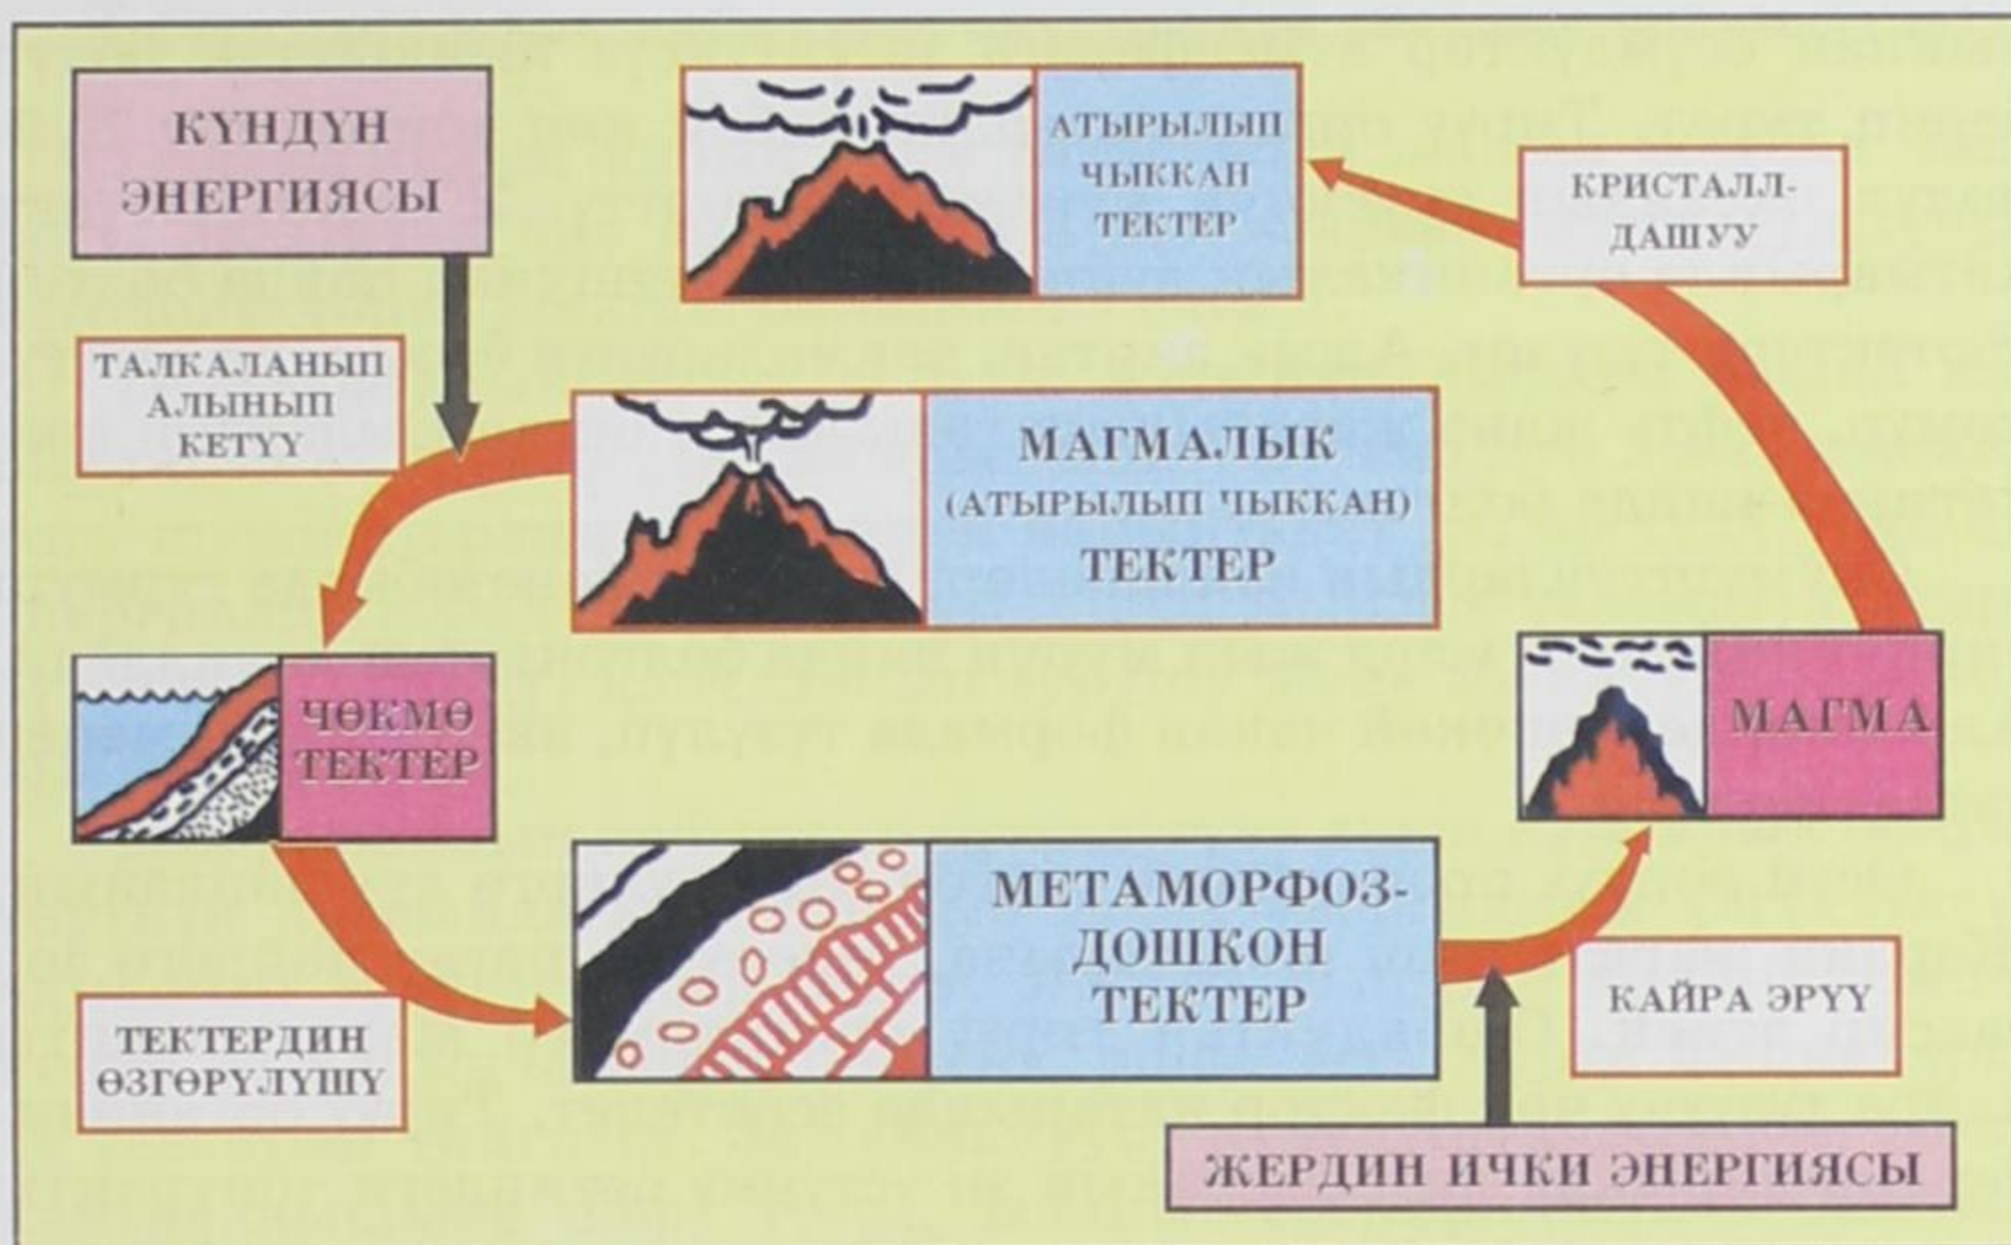 КҮНДҮН
ЭНЕРГИЯСЫ
АТЫРЫЛЫП
ЧЫККАН
ТЕКТЕР
КРИСТАЛЛ-
ДАШУУ
ТАЛКАЛАНЫП
АЛЫНЫП
КЕТҮҮ
МАГМАЛЫК
(АТЫРЫЛЫП ЧЫККАН)
ТЕКТЕР
ЧӨКМӨ
ТЕКТЕР
МАГМА
МЕТАМОРФОЗ-
ДОШКОН
ТЕКТЕР
ТЕКТЕРДИН
ӨЗГӨРҮЛҮШҮ
КАЙРА ЭРҮҮ
ЖЕРДИН ИЧКИ ЭНЕРГИЯСЫ